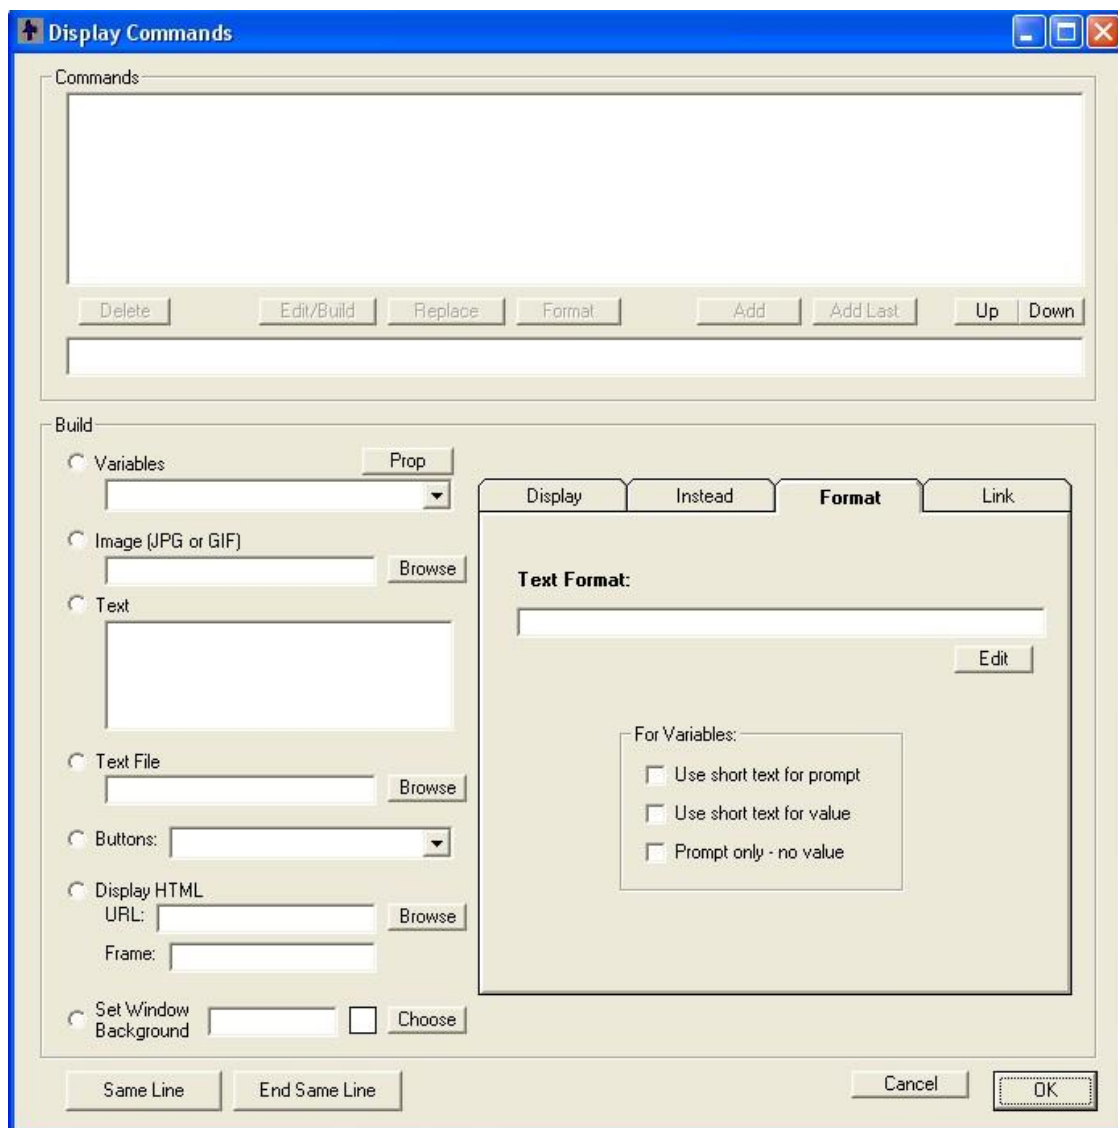 Display Commands
Commands
Delete Edit/Build Replace Format Add Add Last Up Down
Build
Variables Prop
Image (JPG or GIF)
Browse
Text
Text File
Browse
Buttons:
Display HTML
URL: Browse
Frame:
Set Window
Background Choose
Display Instead Format Link
Text Format:
Edit
For Variables:
Use short text for prompt
Use short text for value
Prompt only - no value
Same Line End Same Line Cancel OK